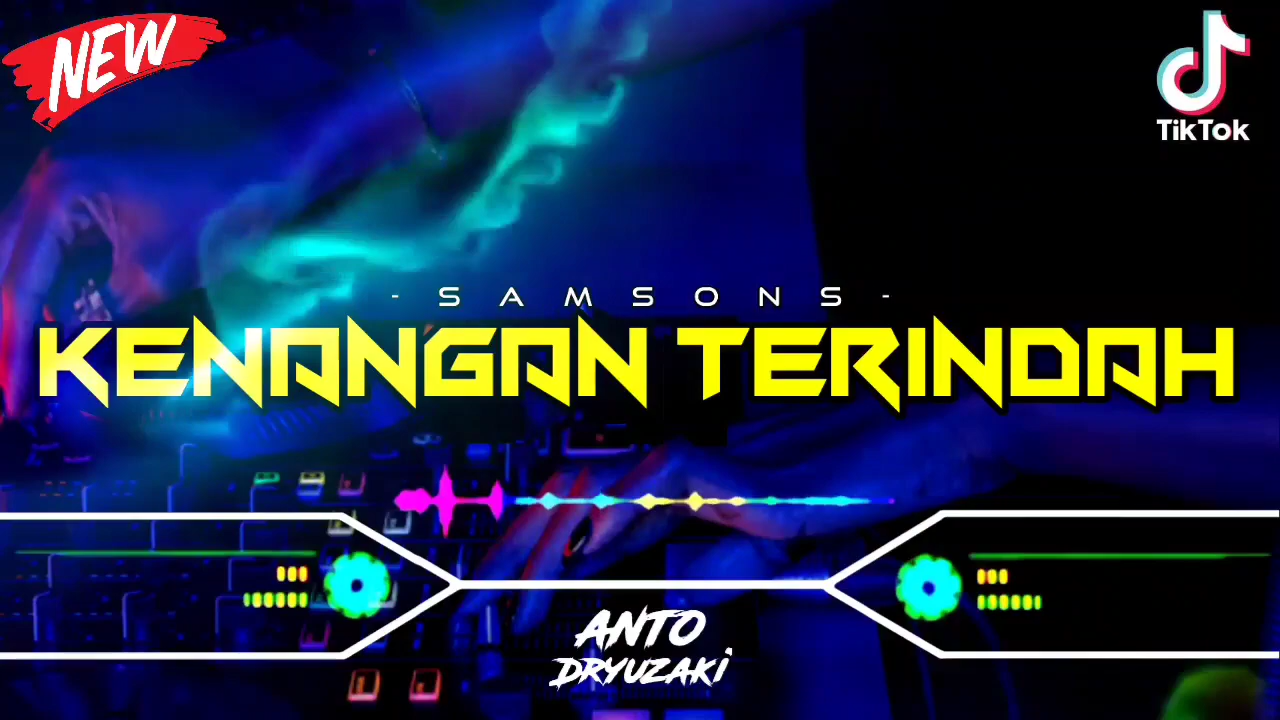 NEW
TikTok
- SAMSONS -
KENANGAN TERINDAH
ANTO
DRYUZAKi